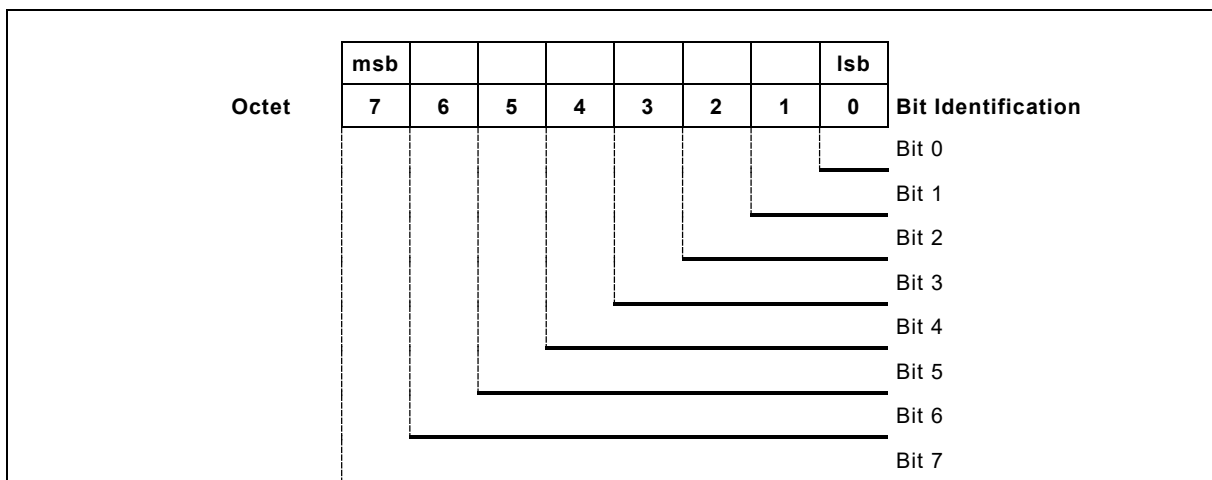 msb lsb
Octet 7 6 5 4 3 2 1 0 Bit Identification
Bit 0
Bit 1
Bit 2
Bit 3
Bit 4
Bit 5
Bit 6
Bit 7